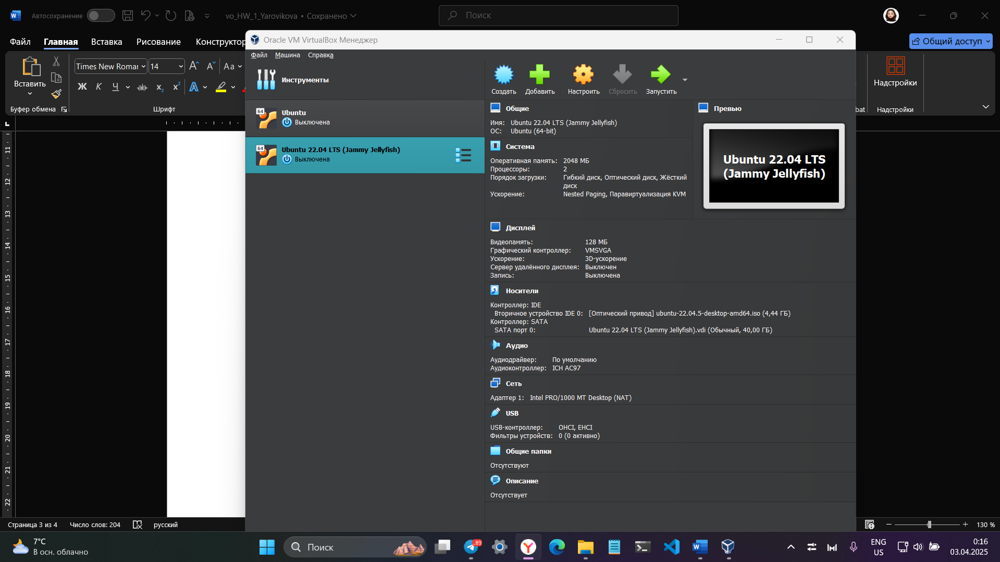 Автосохранение
vo_HW_1_Yarovikova • Сохранено
Поиск
Файл
Главная
Вставка
Рисование
Конструктор
Общий доступ
Вставить
Буфер обмена
Times New Roman
14
Aa
Ж К Ч ab x₂ x² A
Шрифт
Надстройки
bat
Надстройки
Oracle VM VirtualBox Менеджер
Файл Машина Справка
Инструменты
Создать
Добавить
Настроить
Сбросить
Запустить
64
Ubuntu
Выключена
64
Ubuntu 22.04 LTS (Jammy Jellyfish)
Выключена
Общие
Имя: Ubuntu 22.04 LTS (Jammy Jellyfish)
ОС: Ubuntu (64-bit)
Превью
Ubuntu 22.04 LTS
(Jammy Jellyfish)
Система
Оперативная память: 2048 МБ
Процессоры: 2
Порядок загрузки: Гибкий диск, Оптический диск, Жёсткий
диск
Ускорение: Nested Paging, Паравиртуализация KVM
Дисплей
Видеопамять: 128 МБ
Графический контроллер: VMSVGA
Ускорение: 3D-ускорение
Сервер удалённого дисплея: Выключен
Запись: Выключена
Носители
Контроллер: IDE
Вторичное устройство IDE 0: [Оптический привод] ubuntu-22.04.5-desktop-amd64.iso (4,44 ГБ)
Контроллер: SATA
SATA порт 0: Ubuntu 22.04 LTS (Jammy Jellyfish).vdi (Обычный, 40,00 ГБ)
Аудио
Аудиодрайвер: По умолчанию
Аудиоконтроллер: ICH AC97
Сеть
Адаптер 1: Intel PRO/1000 MT Desktop (NAT)
USB
USB-контроллер: OHCI, EHCI
Фильтры устройств: 0 (0 активно)
Общие папки
Отсутствуют
Описание
Отсутствует
11
12
13
14
15
16
17
18
19
20
21
22
Страница 3 из 4
Число слов: 204
русский
130 %
7°C
В осн. облачно
Поиск
.89
ENG
US
0:16
03.04.2025